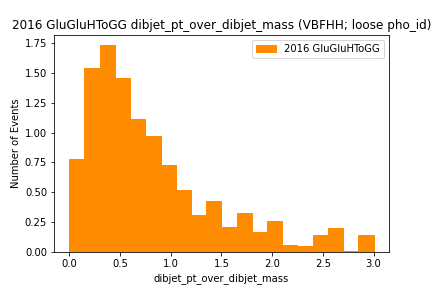 2016 GluGluHToGG dibjet_pt_over_dibjet_mass (VBFHH; loose pho_id)
2016 GluGluHToGG
Number of Events
1.75
1.50
1.25
1.00
0.75
0.50
0.25
0.00
0.0 0.5 1.0 1.5 2.0 2.5 3.0
dibjet_pt_over_dibjet_mass